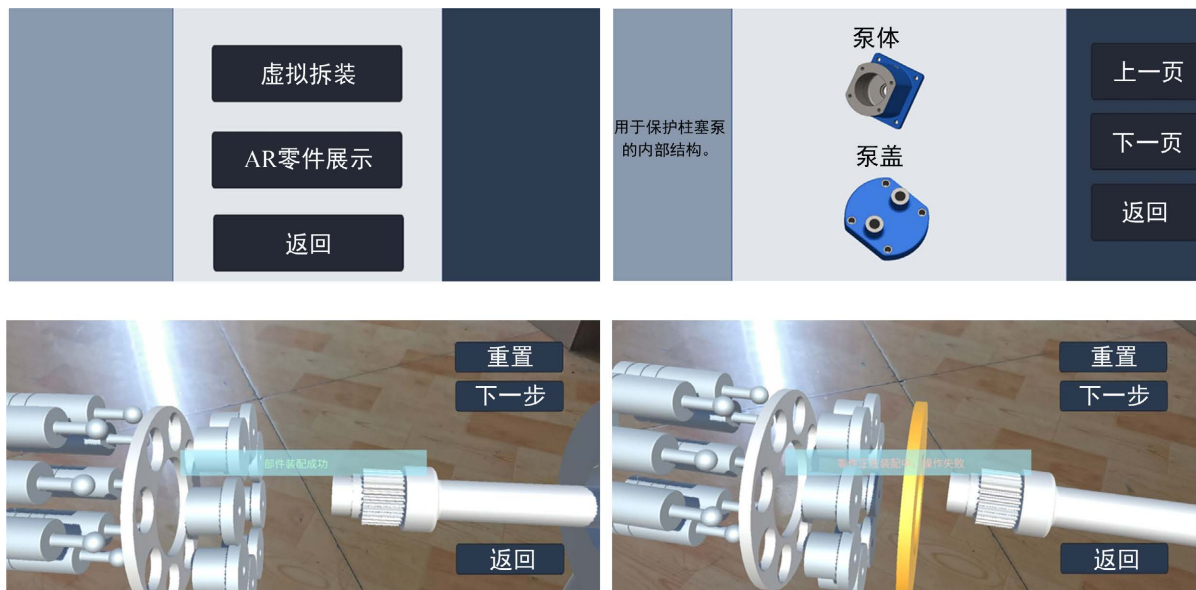 虚拟拆装
AR零件展示
返回
泵体
用于保护柱塞泵
的内部结构。
泵盖
上一页
下一页
返回
重置
下一步
部件装配成功
返回
重置
下一步
操作失败
返回